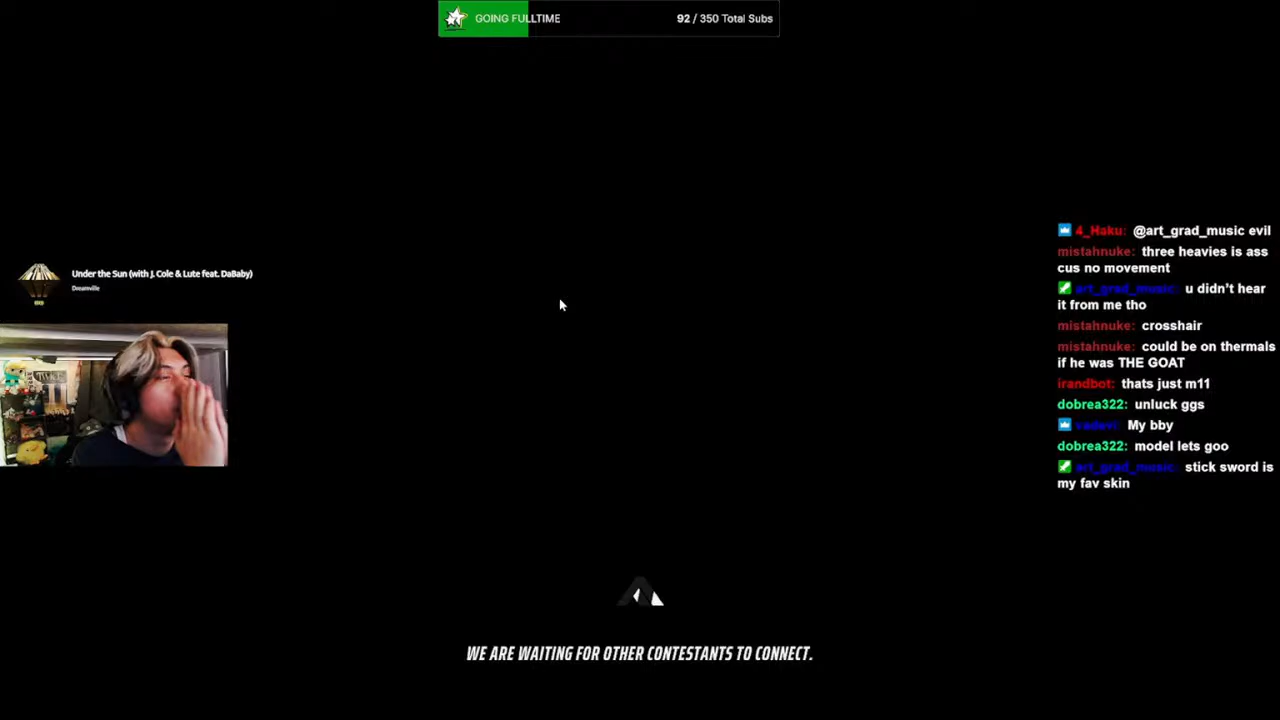 GOING FULLTIME
92 / 350 Total Subs
Under the Sun (with J. Cole & Lute feat. DaBaby)
Dreamville
4_Haku: @art_grad_music evil
mistahnuke: three heavies is ass
cus no movement
art_grad_music: u didn't hear
it from me tho
mistahnuke: crosshair
mistahnuke: could be on thermals
if he was THE GOAT
irandbot: thats just m11
dobrea322: unluck ggs
My bby
dobrea322: model lets goo
art_grad_music: stick sword is
my fav skin
WE ARE WAITING FOR OTHER CONTESTANTS TO CONNECT.